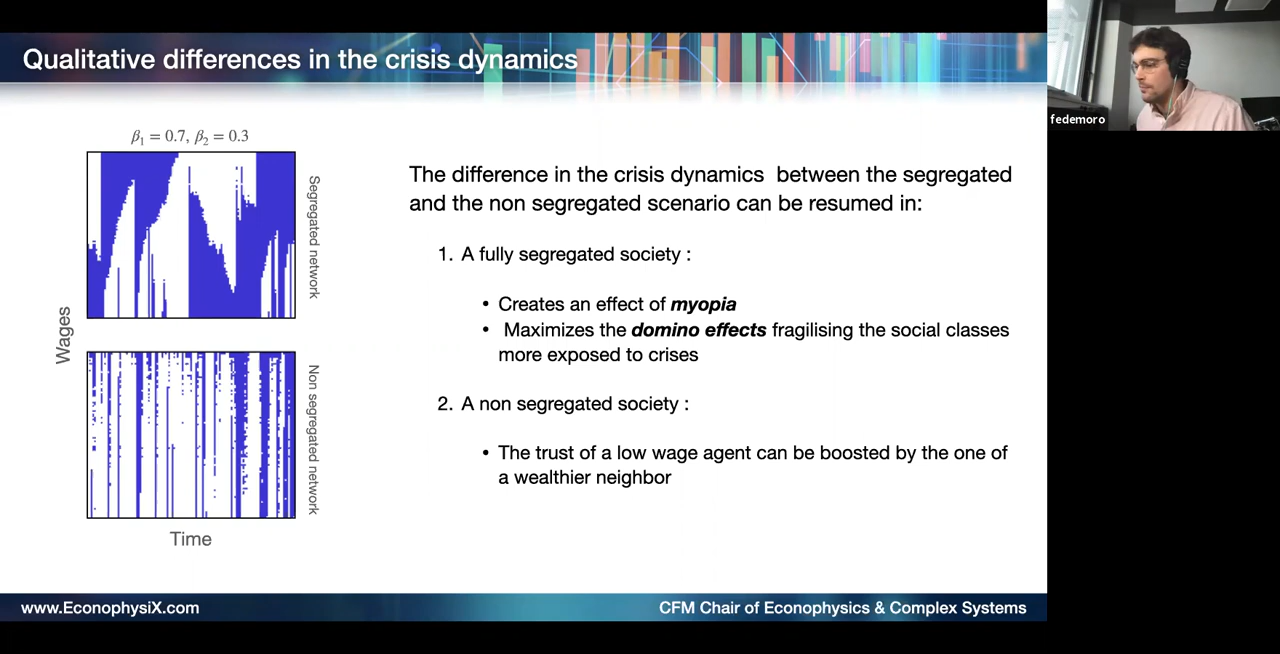 Qualitative differences in the crisis dynamics
fedemoro
β₁ = 0.7, β₂ = 0.3
Segregated network
Wages
Non segregated network
Time
The difference in the crisis dynamics between the segregated
and the non segregated scenario can be resumed in:
1. A fully segregated society :
• Creates an effect of myopia
• Maximizes the domino effects fragilising the social classes
more exposed to crises
2. A non segregated society :
• The trust of a low wage agent can be boosted by the one of
a wealthier neighbor
www.EconophysiX.com
CFM Chair of Econophysics & Complex Systems